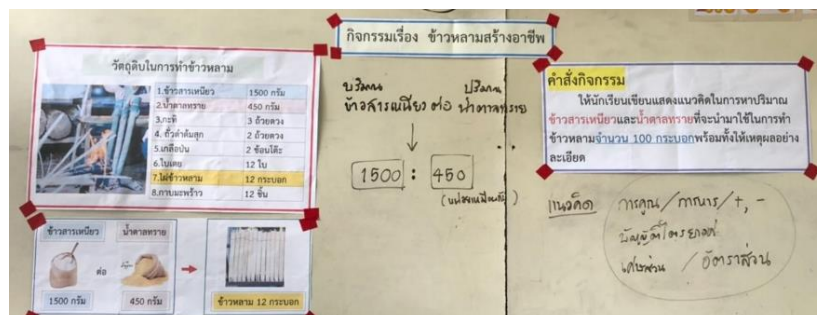 กิจกรรมเรื่อง ข้าวหลามสร้างอาชีพ
วัตถุดิบในการทำข้าวหลาม
1.ข้าวสารเหนียว 1500 กรัม
2.น้ำตาลทราย 450 กรัม
3.กะทิ 3 ถ้วยตวง
4. ถั่วดำต้มสุก 2 ถ้วยตวง
5.เกลือป่น 2 ช้อนโต๊ะ
6.ใบเตย 12 ใบ
7.ไม้ข้าวหลาม 12 กระบอก
8.กาบมะพร้าว 12 ชิ้น
ข้าวสารเหนียว น้ำตาลทราย
ต่อ
1500 กรัม 450 กรัม ข้าวหลาม 12 กระบอก
ปริมาณ ปริมาณ
ข้าวสารเหนียว ต่อ น้ำตาลทราย
1500 : 450
คำสั่งกิจกรรม
ให้นักเรียนเขียนแสดงแนวคิดในการหาปริมาณ
ข้าวสารเหนียวและน้ำตาลทรายที่จะนำมาใช้ในการทำ
ข้าวหลามจำนวน 100 กระบอกพร้อมทั้งให้เหตุผลอย่าง
ละเอียด
แนวคิด การคูณ / การหาร / +, -
บัญญัติไตรยางศ์
เศษส่วน / อัตราส่วน